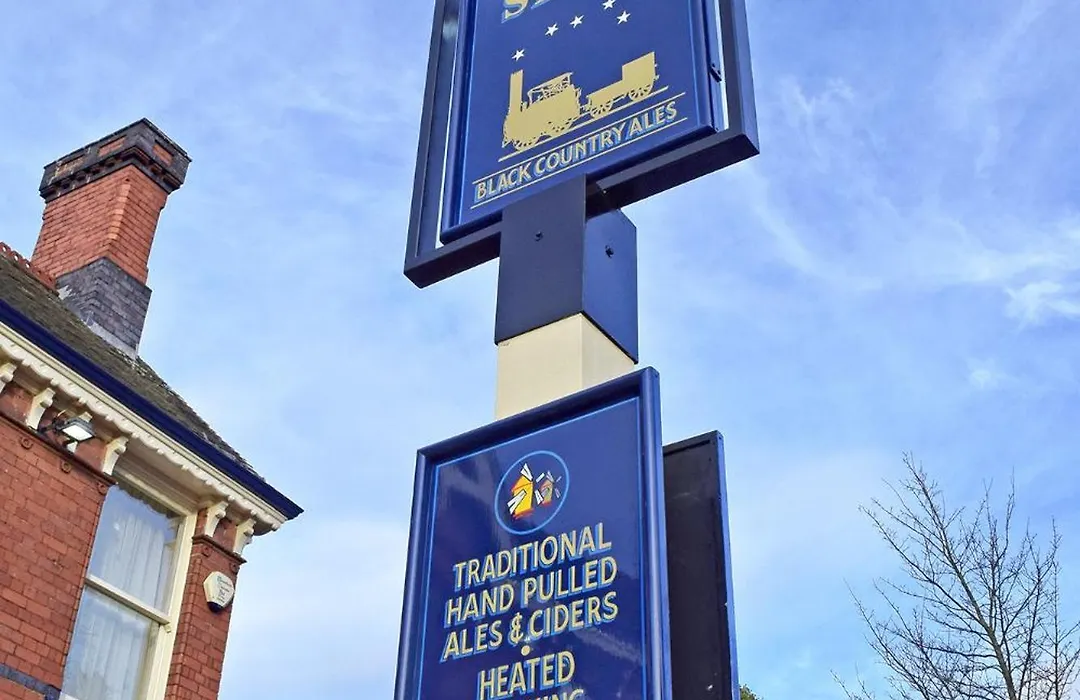 BLACK COUNTRY ALES
TRADITIONAL
HAND PULLED
ALES & CIDERS
•
HEATED